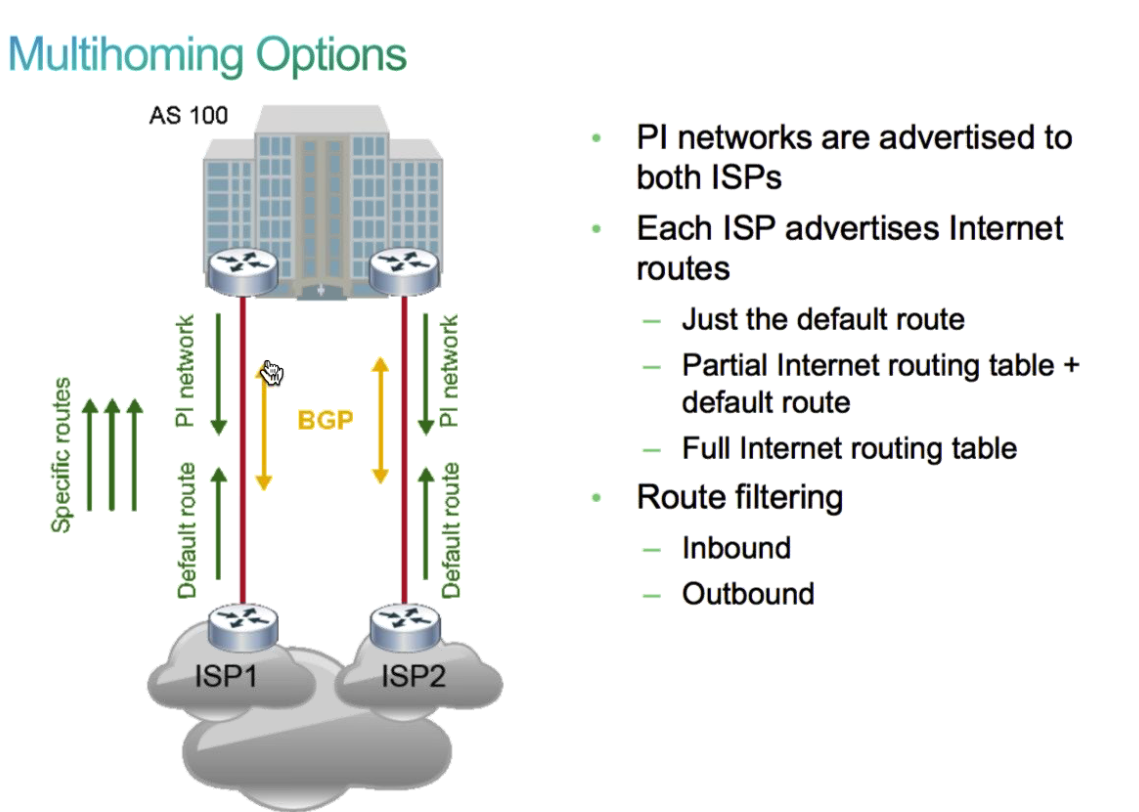 Multihoming Options
AS 100
PI network
PI network
BGP
Specific routes
Default route
Default route
ISP1
ISP2
• PI networks are advertised to
both ISPs
• Each ISP advertises Internet
routes
– Just the default route
– Partial Internet routing table +
default route
– Full Internet routing table
• Route filtering
– Inbound
– Outbound